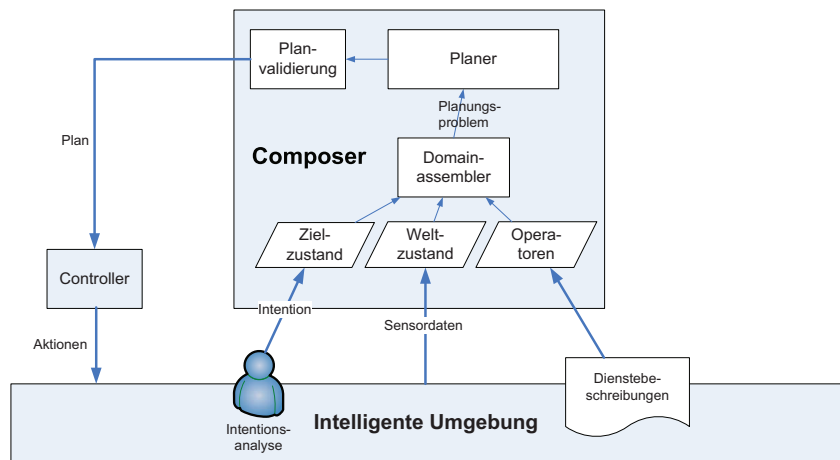 Plan-
validierung
Planer
Planungs-
problem
Plan
Composer
Domain-
assembler
Ziel-
zustand
Welt-
zustand
Opera-
toren
Controller
Intention
Sensordaten
Aktionen
Dienstebe-
schreibungen
Intelligente Umgebung
Intentions-
analyse